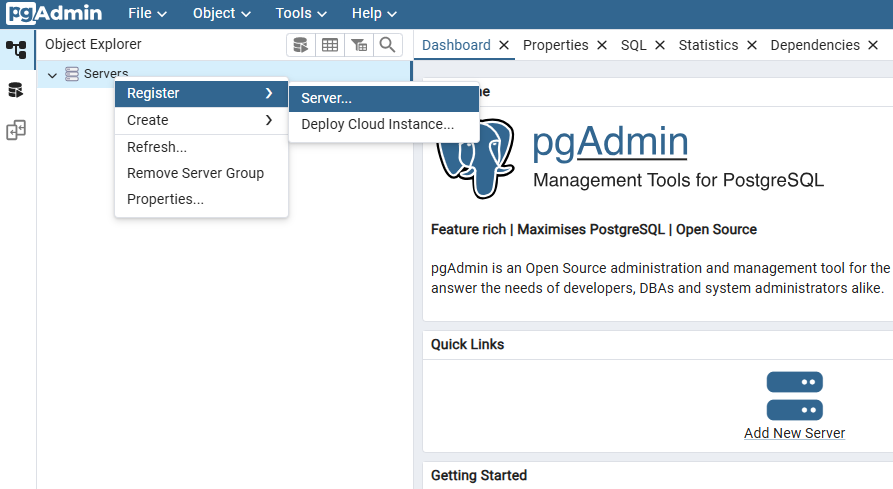 pgAdmin File Object Tools Help
Object Explorer
Dashboard Properties SQL Statistics Dependencies
Servers
Register
Server...
Create
Deploy Cloud Instance...
Refresh...
Remove Server Group
Properties...
pgAdmin
Management Tools for PostgreSQL
Feature rich | Maximises PostgreSQL | Open Source
pgAdmin is an Open Source administration and management tool for the
answer the needs of developers, DBAs and system administrators alike.
Quick Links
Add New Server
Getting Started